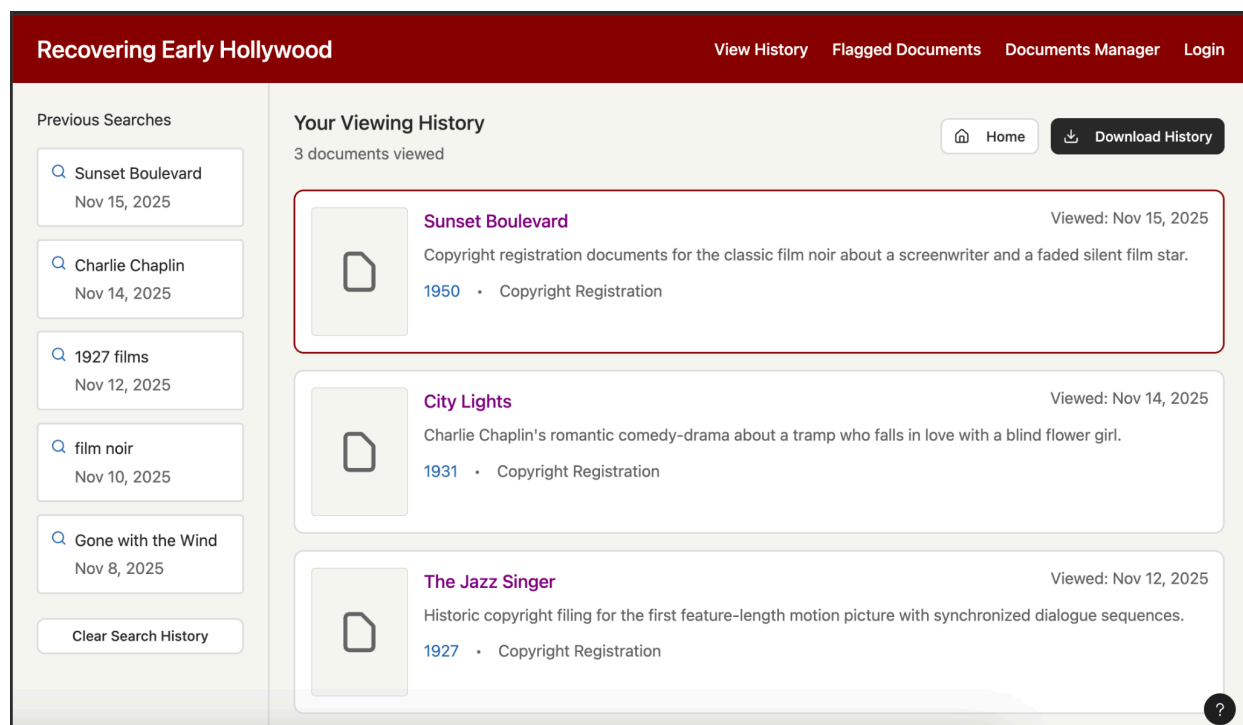 Recovering Early Hollywood
View History
Flagged Documents
Documents Manager
Login
Previous Searches
Sunset Boulevard
Nov 15, 2025
Charlie Chaplin
Nov 14, 2025
1927 films
Nov 12, 2025
film noir
Nov 10, 2025
Gone with the Wind
Nov 8, 2025
Clear Search History
Your Viewing History
3 documents viewed
Home
Download History
Sunset Boulevard
Viewed: Nov 15, 2025
Copyright registration documents for the classic film noir about a screenwriter and a faded silent film star.
1950 • Copyright Registration
City Lights
Viewed: Nov 14, 2025
Charlie Chaplin's romantic comedy-drama about a tramp who falls in love with a blind flower girl.
1931 • Copyright Registration
The Jazz Singer
Viewed: Nov 12, 2025
Historic copyright filing for the first feature-length motion picture with synchronized dialogue sequences.
1927 • Copyright Registration
?